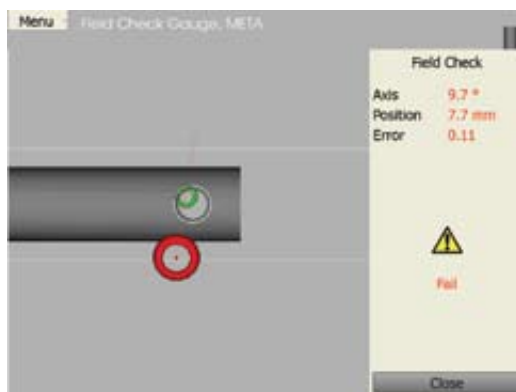 Menu Field Check Gauge, META
Field Check
Axis 9.7 °
Position 7.7 mm
Error 0.11
Fail
Close